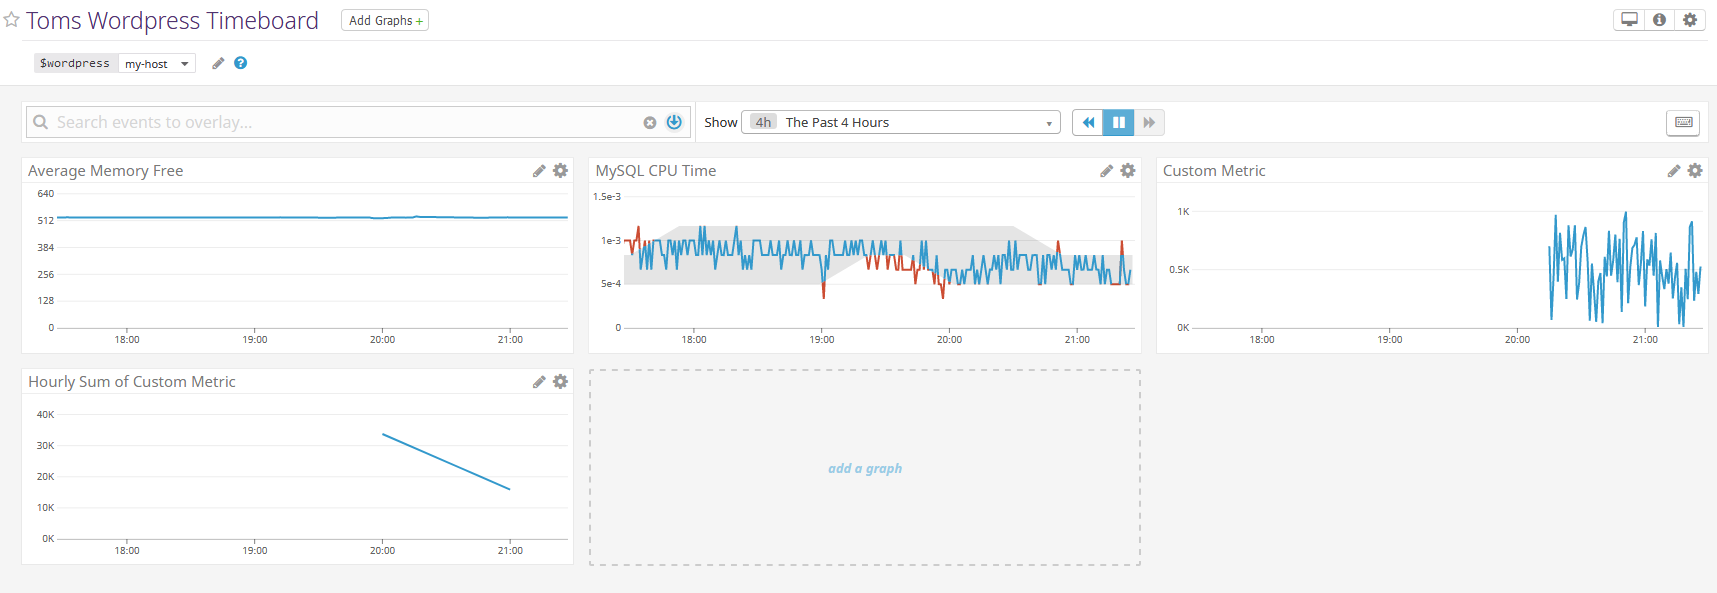 Toms Wordpress Timeboard
Add Graphs +
$wordpress my-host
?
Search events to overlay...
Show 4h The Past 4 Hours
Average Memory Free
640
512
384
256
128
0
18:00 19:00 20:00 21:00
MySQL CPU Time
1.5e-3
1e-3
5e-4
0
18:00 19:00 20:00 21:00
Custom Metric
1K
0.5K
0K
18:00 19:00 20:00 21:00
Hourly Sum of Custom Metric
40K
30K
20K
10K
0K
18:00 19:00 20:00 21:00
add a graph